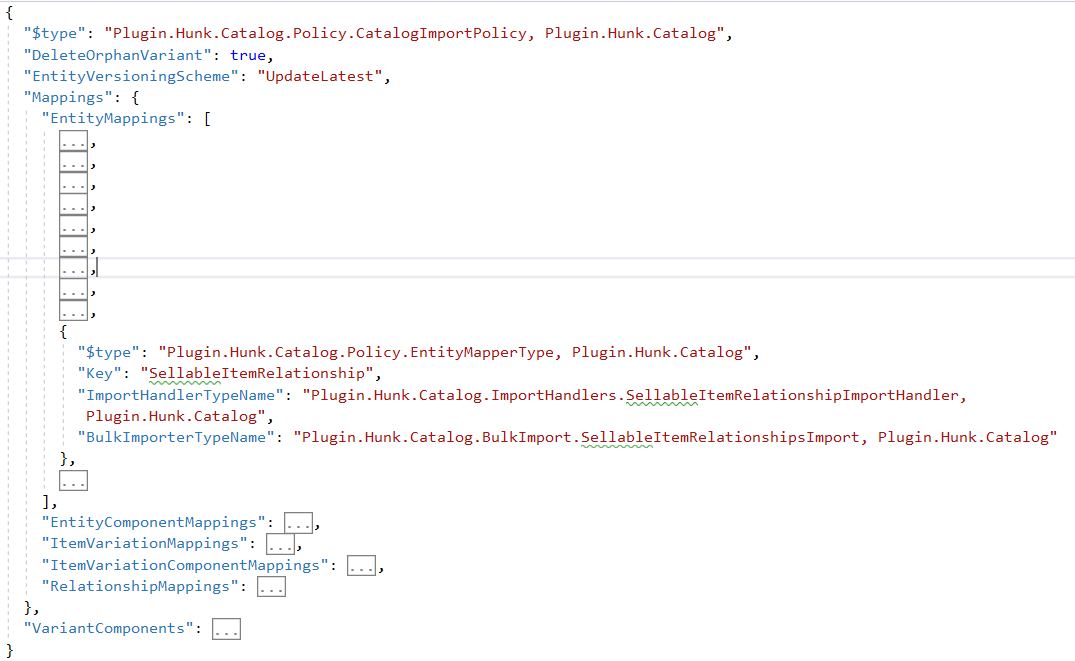 {
"$type": "Plugin.Hunk.Catalog.Policy.CatalogImportPolicy, Plugin.Hunk.Catalog",
"DeleteOrphanVariant": true,
"EntityVersioningScheme": "UpdateLatest",
"Mappings": {
"EntityMappings": [
...,
...,
...,
...,
...,
...,
...,
...,
...,
{
"$type": "Plugin.Hunk.Catalog.Policy.EntityMapperType, Plugin.Hunk.Catalog",
"Key": "SellableItemRelationship",
"ImportHandlerTypeName": "Plugin.Hunk.Catalog.ImportHandlers.SellableItemRelationshipImportHandler,
Plugin.Hunk.Catalog",
"BulkImporterTypeName": "Plugin.Hunk.Catalog.BulkImport.SellableItemRelationshipsImport, Plugin.Hunk.Catalog"
},
...
],
"EntityComponentMappings": ...,
"ItemVariationMappings": ...,
"ItemVariationComponentMappings": ...,
"RelationshipMappings": ...
},
"VariantComponents": ...
}